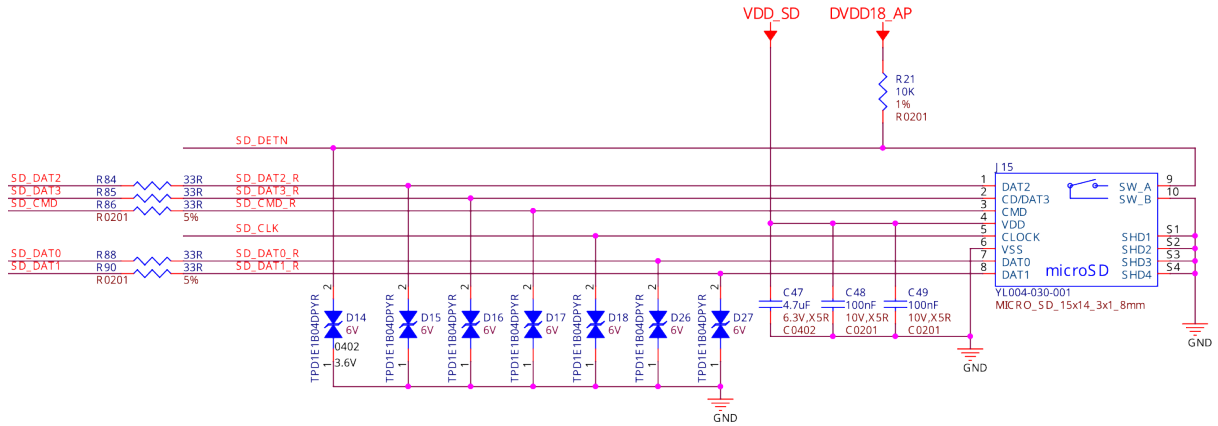 VDD_SD DVDD18_AP
R21
10K
1%
R0201
SD_DETN
J15
SD_DAT2 R84 33R SD_DAT2_R 1 DAT2 SW_A 9
SD_DAT3 R85 33R SD_DAT3_R 2 CD/DAT3 SW_B 10
SD_CMD R86 33R SD_CMD_R 3 CMD
R0201 5% 4 VDD
SD_CLK 5 CLOCK SHD1 S1
6 VSS SHD2 S2
SD_DAT0 R88 33R SD_DAT0_R 7 DAT0 SHD3 S3
SD_DAT1 R90 33R SD_DAT1_R 8 DAT1 SHD4 S4
R0201 5%
microSD
YL004-030-001
MICRO_SD_15x14_3x1_8mm
2 2 2 2 2 2 2
C47 C48 C49
4.7uF 100nF 100nF
6.3V,X5R 10V,X5R 10V,X5R
C0402 C0201 C0201
D14 D15 D16 D17 D18 D26 D27
6V 6V 6V 6V 6V 6V 6V
0402
3.6V
TPD1E1B04DPYR TPD1E1B04DPYR TPD1E1B04DPYR TPD1E1B04DPYR TPD1E1B04DPYR TPD1E1B04DPYR TPD1E1B04DPYR
1 1 1 1 1 1 1
GND
GND
GND